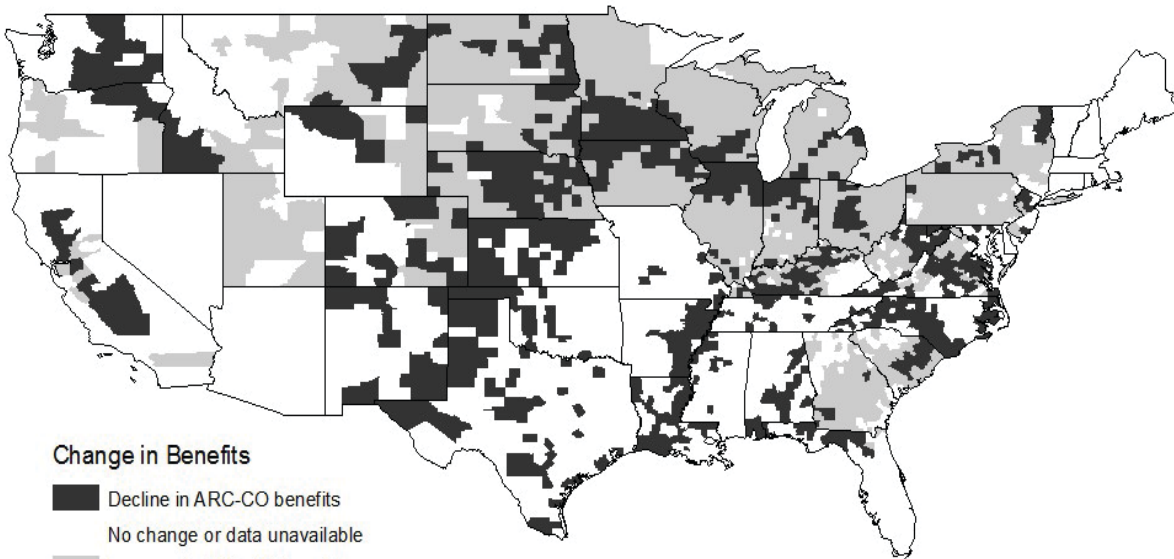 Change in Benefits
Decline in ARC-CO benefits
No change or data unavailable